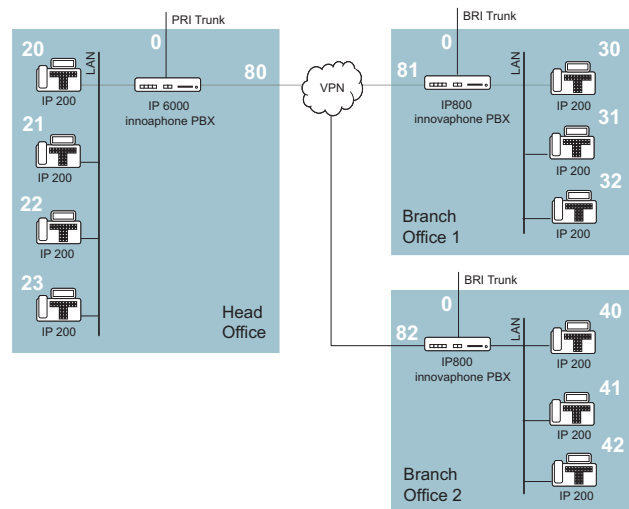 PRI Trunk
20
LAN
0
80
IP 200
IP 6000
innoaphone PBX
21
IP 200
22
IP 200
23
IP 200
Head
Office
VPN
BRI Trunk
81
0
30
IP800
innovaphone PBX
LAN
IP 200
31
IP 200
32
IP 200
Branch
Office 1
BRI Trunk
82
0
40
IP800
innovaphone PBX
LAN
IP 200
41
IP 200
42
IP 200
Branch
Office 2